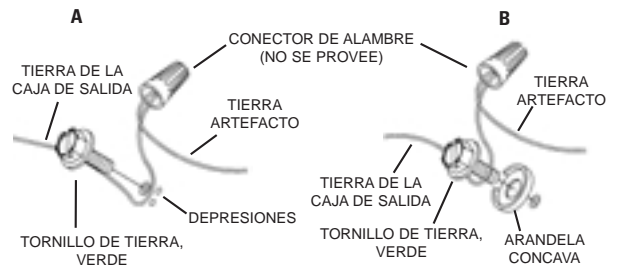 A
B
CONECTOR DE ALAMBRE
(NO SE PROVEE)
TIERRA DE LA
CAJA DE SALIDA
TIERRA
ARTEFACTO
DEPRESIONES
TORNILLO DE TIERRA,
VERDE
TIERRA
ARTEFACTO
TIERRA DE LA
CAJA DE SALIDA
TORNILLO DE TIERRA,
VERDE
ARANDELA
CONCAVA